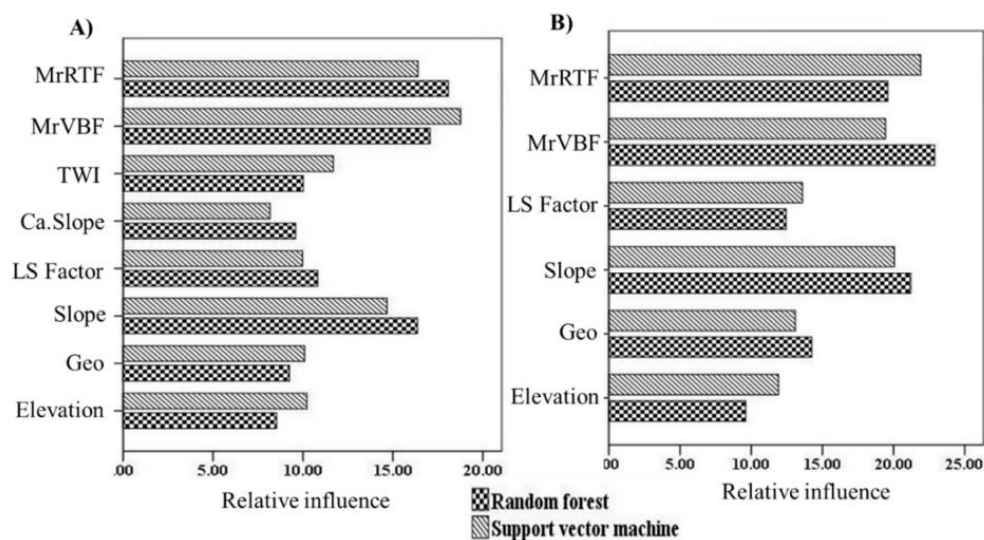 A)
MrRTF
MrVBF
TWI
Ca.Slope
LS Factor
Slope
Geo
Elevation
.00 5.00 10.00 15.00 20.00
Relative influence
B)
MrRTF
MrVBF
LS Factor
Slope
Geo
Elevation
.00 5.00 10.00 15.00 20.00 25.00
Relative influence
Random forest
Support vector machine